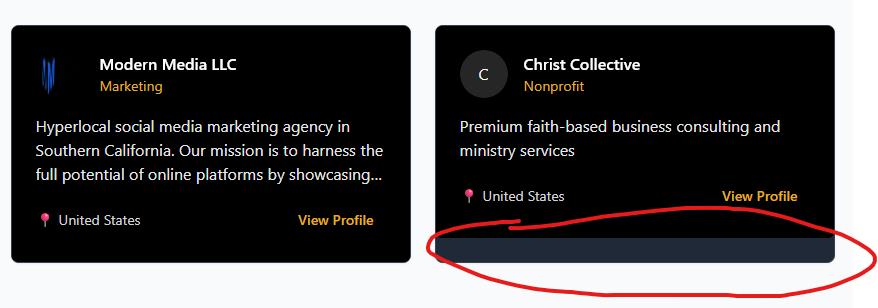 Modern Media LLC
Marketing
Hyperlocal social media marketing agency in
Southern California. Our mission is to harness the
full potential of online platforms by showcasing...
United States
View Profile
C
Christ Collective
Nonprofit
Premium faith-based business consulting and
ministry services
United States
View Profile